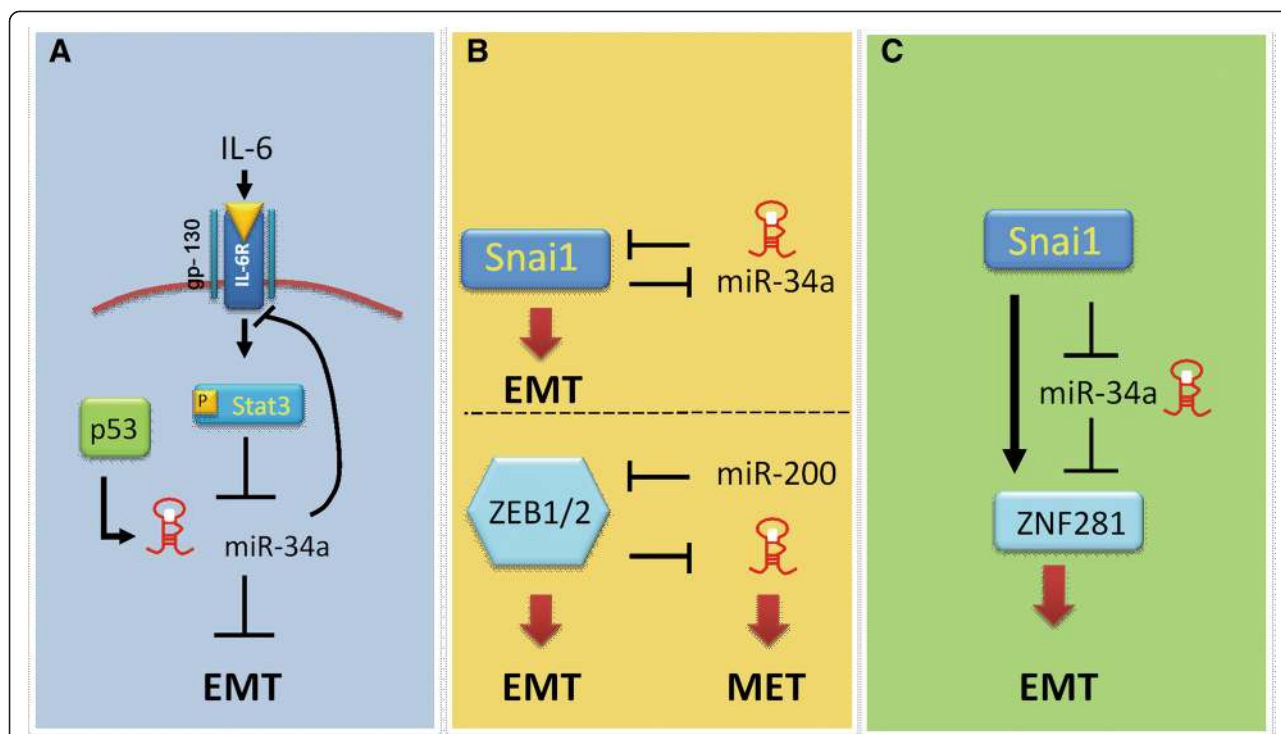 A
IL-6
gp-130
IL-6R
P
Stat3
p53
miR-34a
EMT
B
Snai1
miR-34a
EMT
ZEB1/2
miR-200
EMT
MET
C
Snai1
miR-34a
ZNF281
EMT